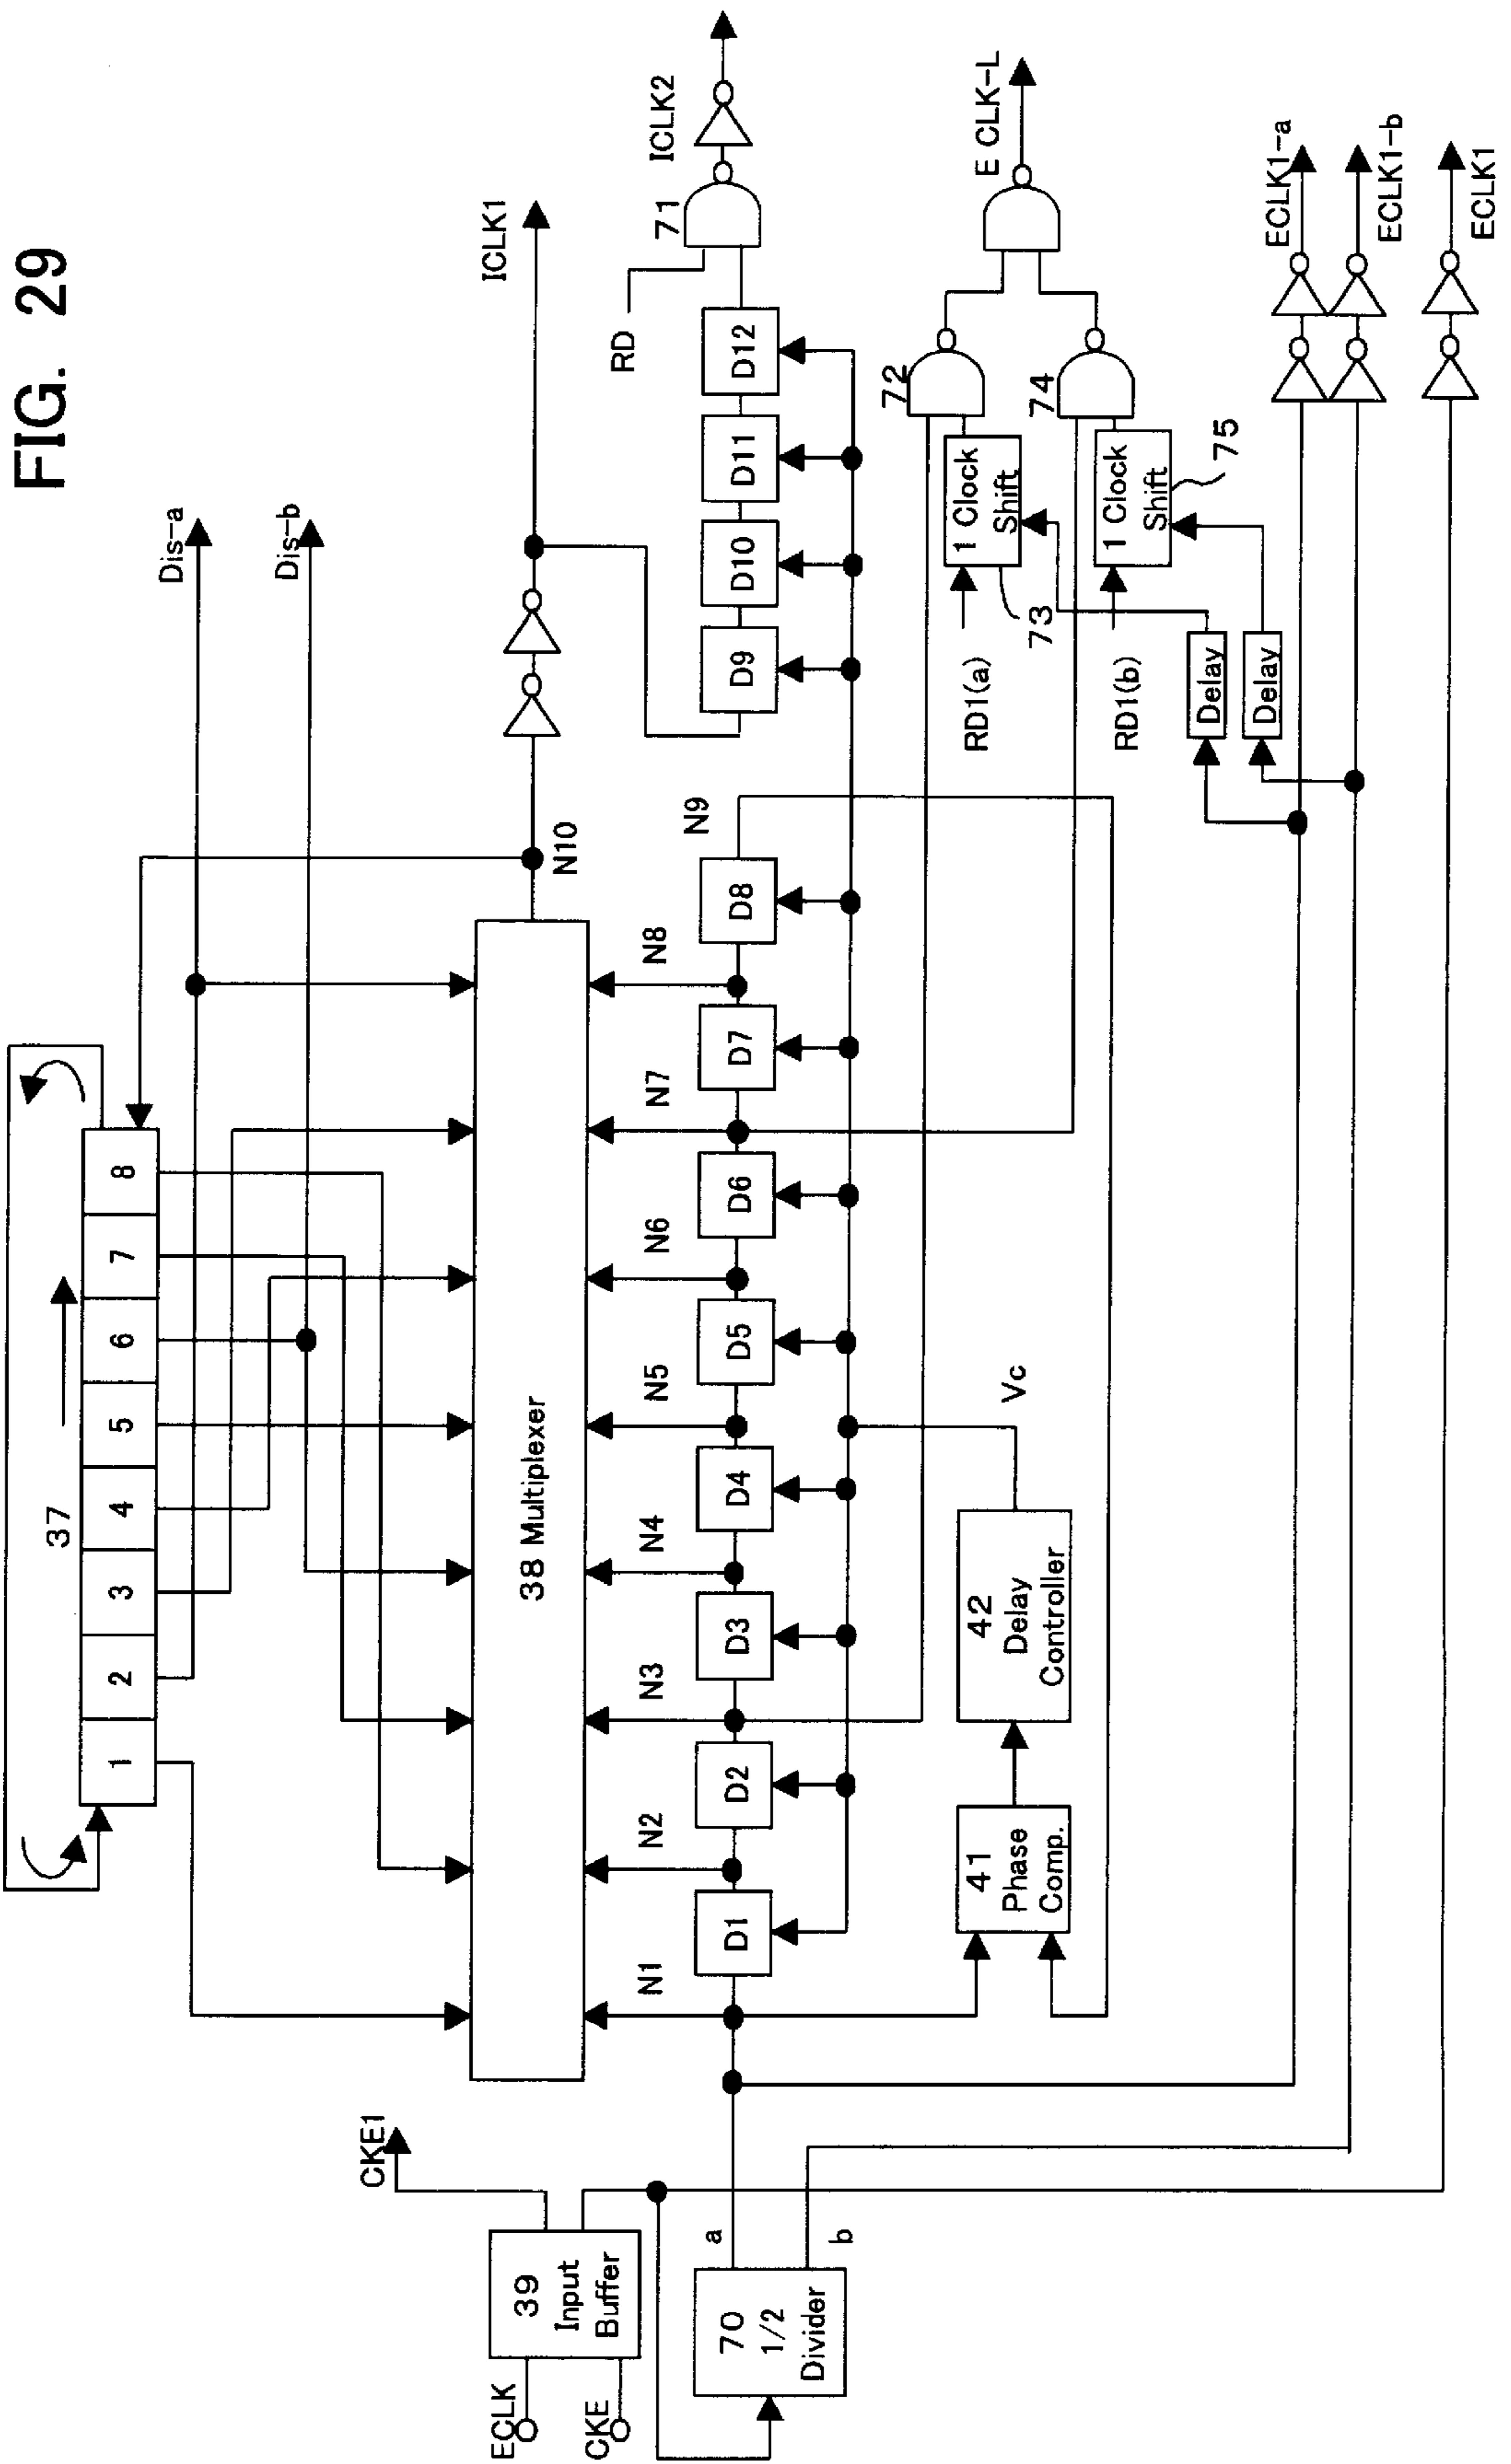 FIG. 29
37
1 2 3 4 5 6 7 8
Dis-a
Dis-b
CKE1
ECLK
CKE
39
Input
Buffer
38 Multiplexer
N10
ICLK1
N1 N2 N3 N4 N5 N6 N7 N8 N9
D1 D2 D3 D4 D5 D6 D7 D8 D9 D10 D11 D12
RD
71
ICLK2
a
b
70
1/2
Divider
41
Phase
Comp.
42
Delay
Controller
Vc
72
1 Clock
Shift
73
RD1(a)
74
1 Clock
Shift
75
RD1(b)
E CLK-L
Delay
Delay
ECLK1-a
ECLK1-b
ECLK1